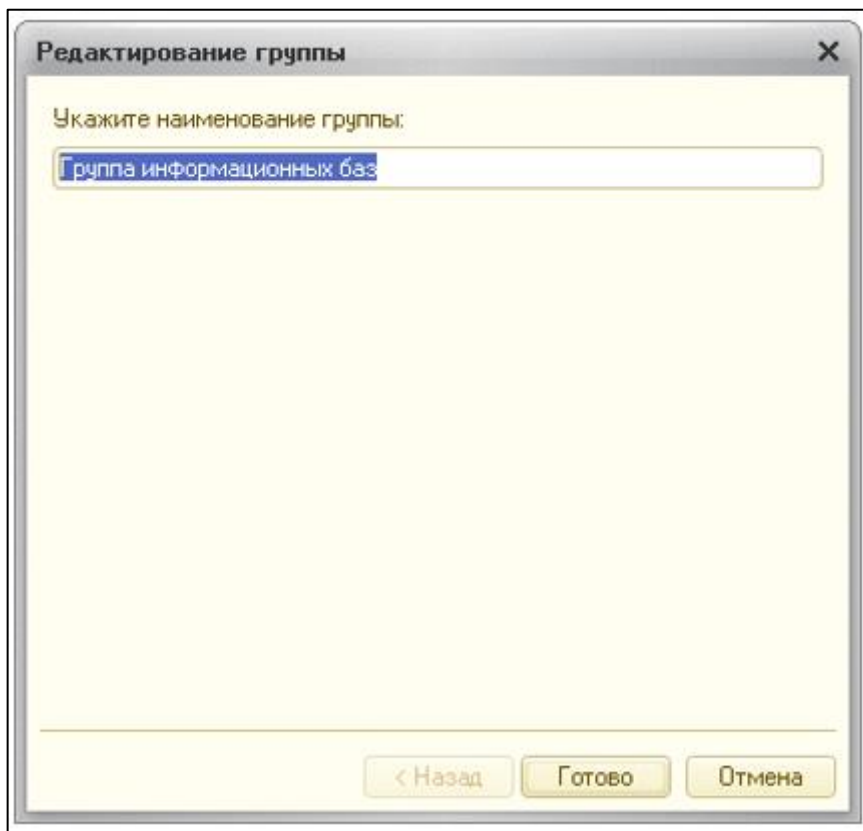 Редактирование группы
Укажите наименование группы:
Группа информационных баз
< Назад Готово Отмена